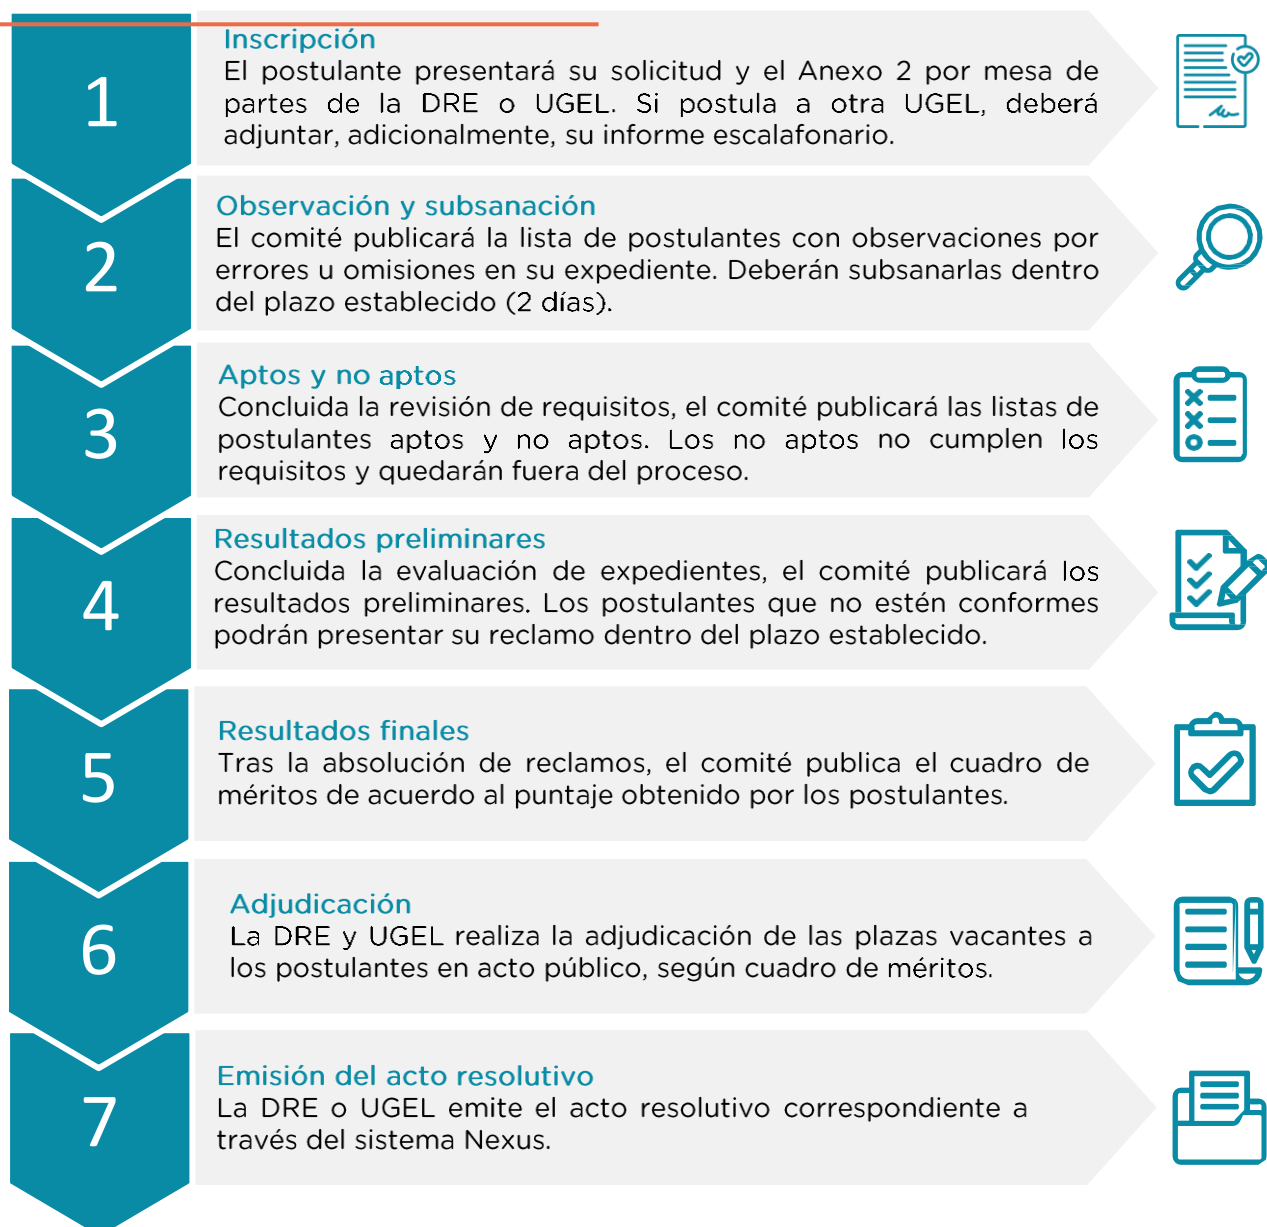 1
Inscripción
El postulante presentará su solicitud y el Anexo 2 por mesa de
partes de la DRE o UGEL. Si postula a otra UGEL, deberá
adjuntar, adicionalmente, su informe escalafonario.
2
Observación y subsanación
El comité publicará la lista de postulantes con observaciones por
errores u omisiones en su expediente. Deberán subsanarlas dentro
del plazo establecido (2 días).
3
Aptos y no aptos
Concluida la revisión de requisitos, el comité publicará las listas de
postulantes aptos y no aptos. Los no aptos no cumplen los
requisitos y quedarán fuera del proceso.
4
Resultados preliminares
Concluida la evaluación de expedientes, el comité publicará los
resultados preliminares. Los postulantes que no estén conformes
podrán presentar su reclamo dentro del plazo establecido.
5
Resultados finales
Tras la absolución de reclamos, el comité publica el cuadro de
méritos de acuerdo al puntaje obtenido por los postulantes.
6
Adjudicación
La DRE y UGEL realiza la adjudicación de las plazas vacantes a
los postulantes en acto público, según cuadro de méritos.
7
Emisión del acto resolutivo
La DRE o UGEL emite el acto resolutivo correspondiente a
través del sistema Nexus.